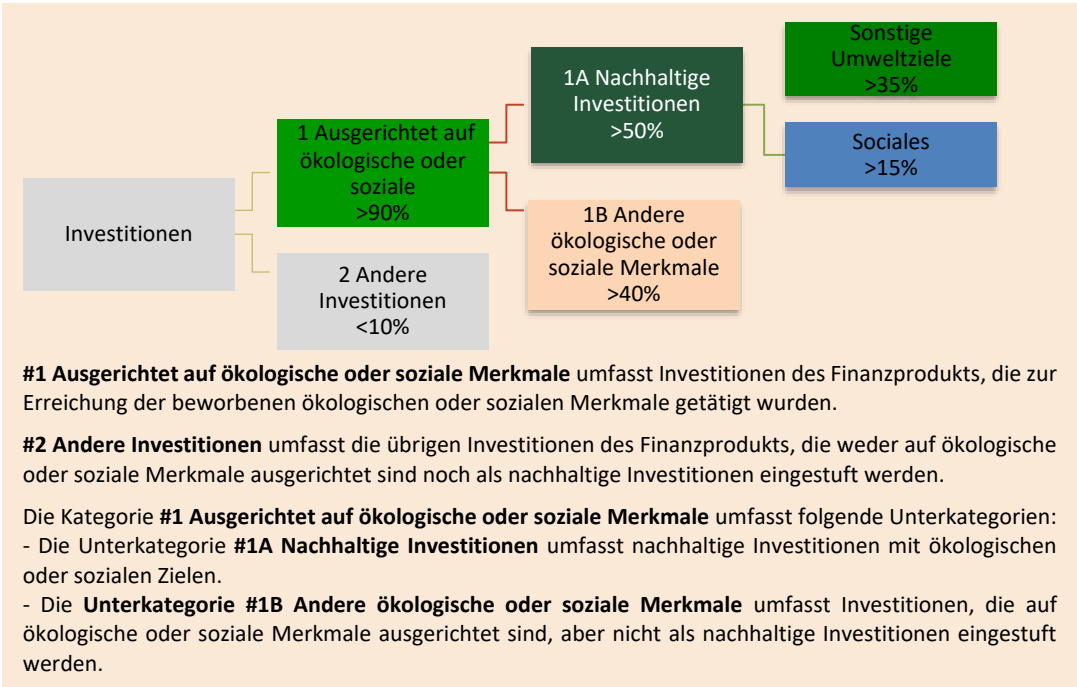 Investitionen
1 Ausgerichtet auf
ökologische oder
soziale
>90%
2 Andere
Investitionen
<10%
1A Nachhaltige
Investitionen
>50%
1B Andere
ökologische oder
soziale Merkmale
>40%
Sonstige
Umweltziele
>35%
Sociales
>15%
#1 Ausgerichtet auf ökologische oder soziale Merkmale umfasst Investitionen des Finanzprodukts, die zur
Erreichung der beworbenen ökologischen oder sozialen Merkmale getätigt wurden.
#2 Andere Investitionen umfasst die übrigen Investitionen des Finanzprodukts, die weder auf ökologische
oder soziale Merkmale ausgerichtet sind noch als nachhaltige Investitionen eingestuft werden.
Die Kategorie #1 Ausgerichtet auf ökologische oder soziale Merkmale umfasst folgende Unterkategorien:
- Die Unterkategorie #1A Nachhaltige Investitionen umfasst nachhaltige Investitionen mit ökologischen
oder sozialen Zielen.
- Die Unterkategorie #1B Andere ökologische oder soziale Merkmale umfasst Investitionen, die auf
ökologische oder soziale Merkmale ausgerichtet sind, aber nicht als nachhaltige Investitionen eingestuft
werden.